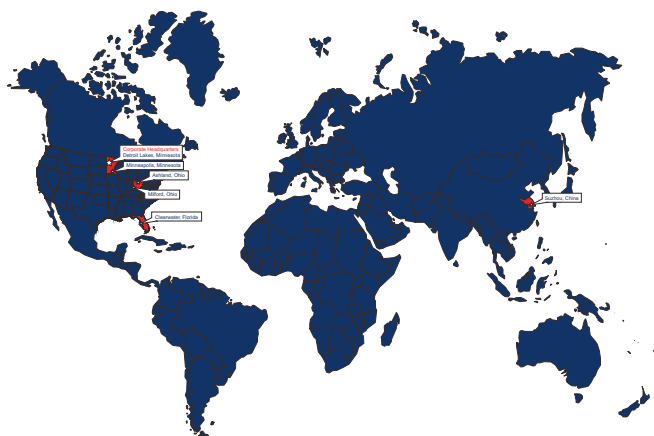 Corporate Headquarters
Detroit Lakes, Minnesota
Minneapolis, Minnesota
Ashland, Ohio
Milford, Ohio
Clearwater, Florida
Suzhou, China